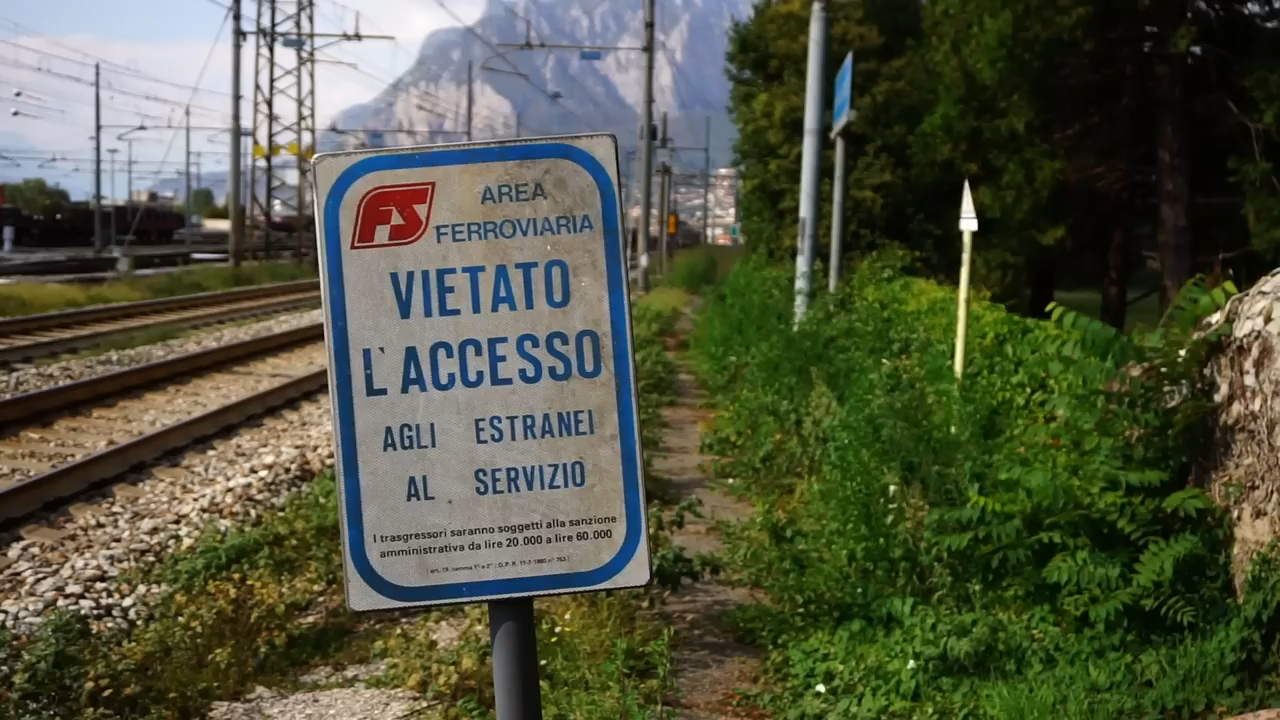 FS
AREA
FERROVIARIA
VIETATO
L'ACCESSO
AGLI ESTRANEI
AL SERVIZIO
I trasgressori saranno soggetti alla sanzione
amministrativa da lire 20.000 a lire 60.000